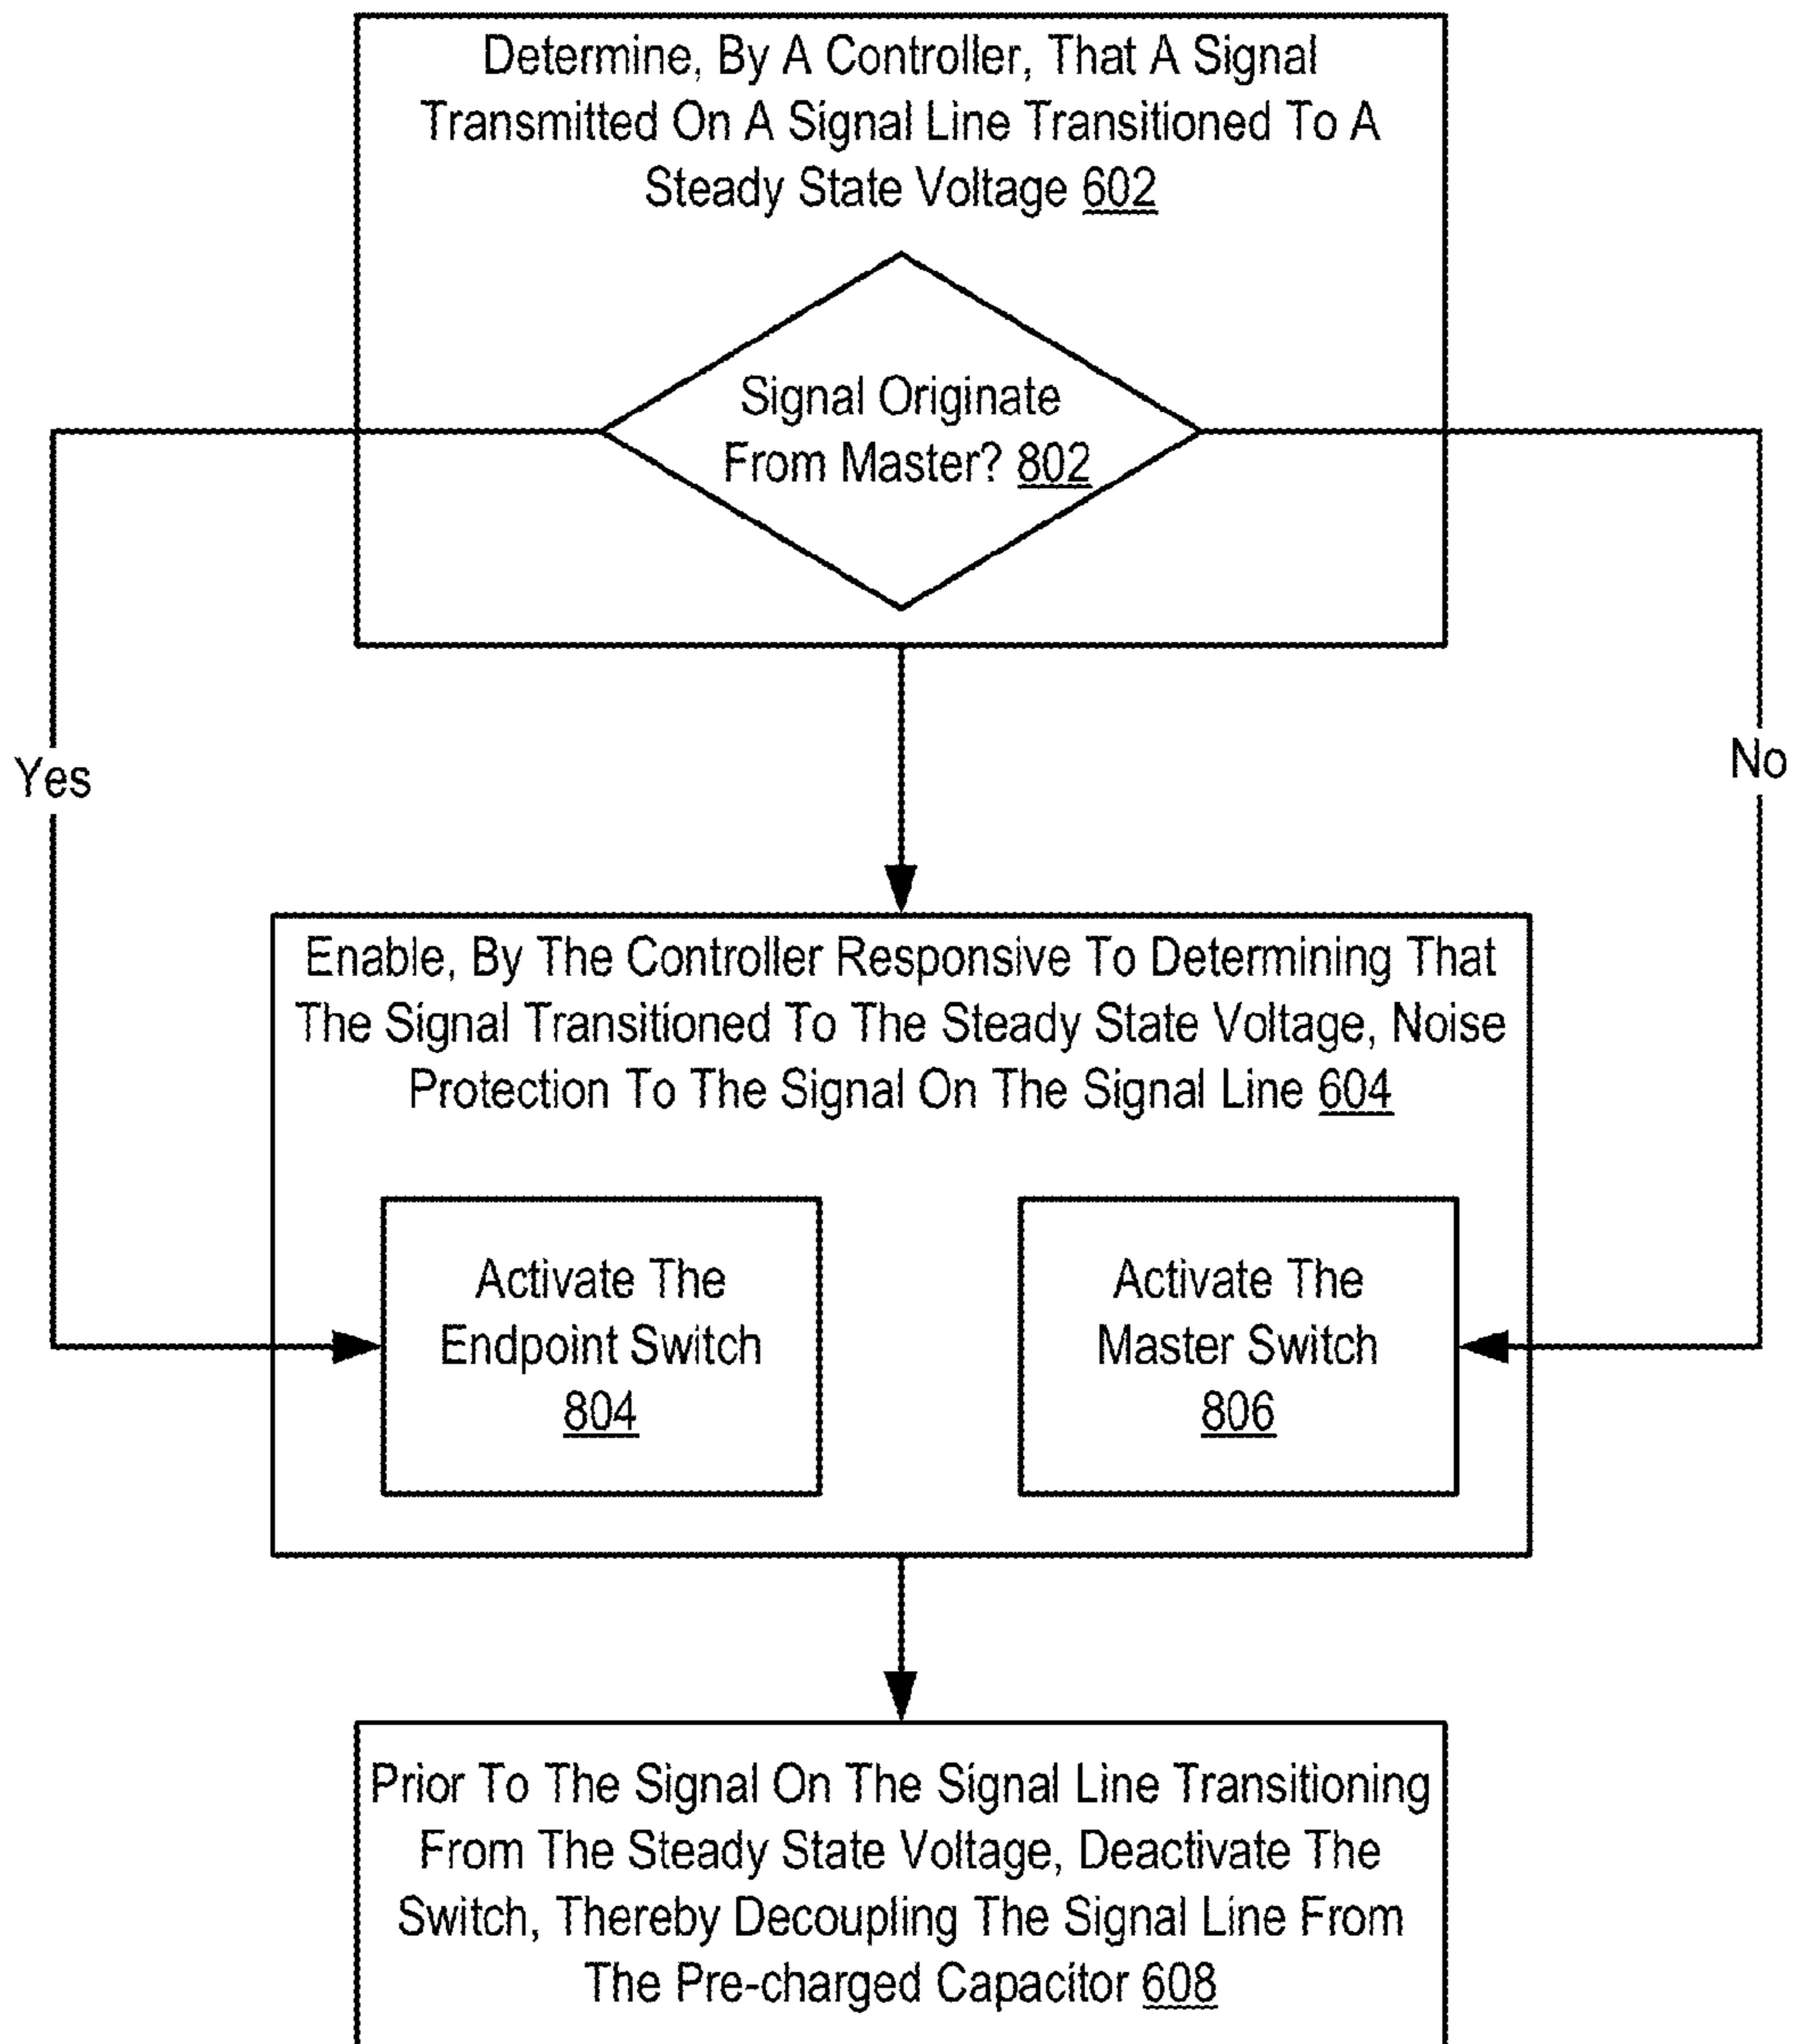 Determine, By A Controller, That A Signal
Transmitted On A Signal Line Transitioned To A
Steady State Voltage 602
Signal Originate
From Master? 802
Yes
No
Enable, By The Controller Responsive To Determining That
The Signal Transitioned To The Steady State Voltage, Noise
Protection To The Signal On The Signal Line 604
Activate The
Endpoint Switch
804
Activate The
Master Switch
806
Prior To The Signal On The Signal Line Transitioning
From The Steady State Voltage, Deactivate The
Switch, Thereby Decoupling The Signal Line From
The Pre-charged Capacitor 608